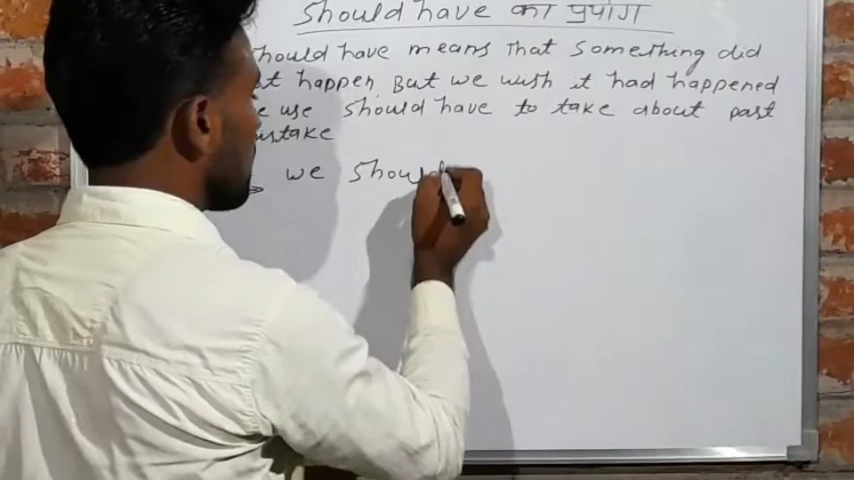 Should have का प्रयोग
hould have means that something did
t happen, But we wish it had happened
e use should have to take about past
istake
we Should